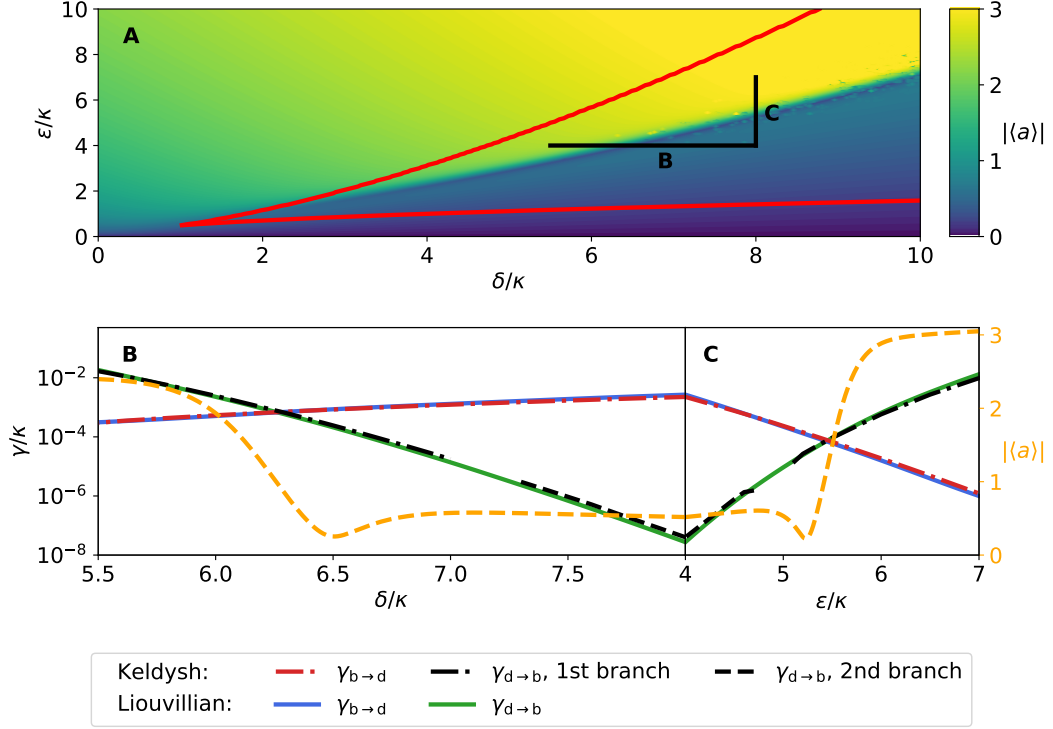 A
10
8
6
4
2
0
ε/κ
0 2 4 6 8 10
δ/κ
B
C
3
2
1
0
|⟨a⟩|
B
C
10⁻²
10⁻⁴
10⁻⁶
10⁻⁸
γ/κ
5.5 6.0 6.5 7.0 7.5 4 5 6 7
δ/κ ε/κ
3
2
1
0
|⟨a⟩|
Keldysh: γb→d γd→b, 1st branch γd→b, 2nd branch
Liouvillian: γb→d γd→b